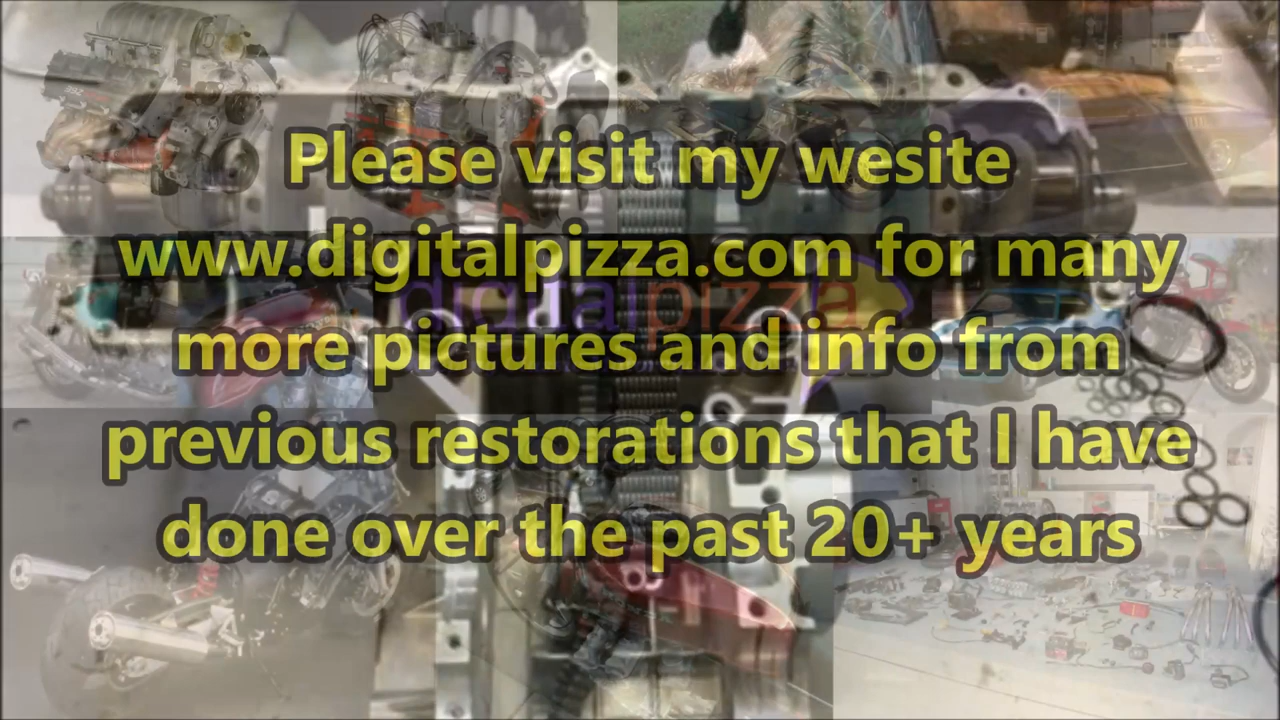 Please visit my wesite
www.digitalpizza.com for many
digitalpizza
more pictures and info from
previous restorations that I have
done over the past 20+ years